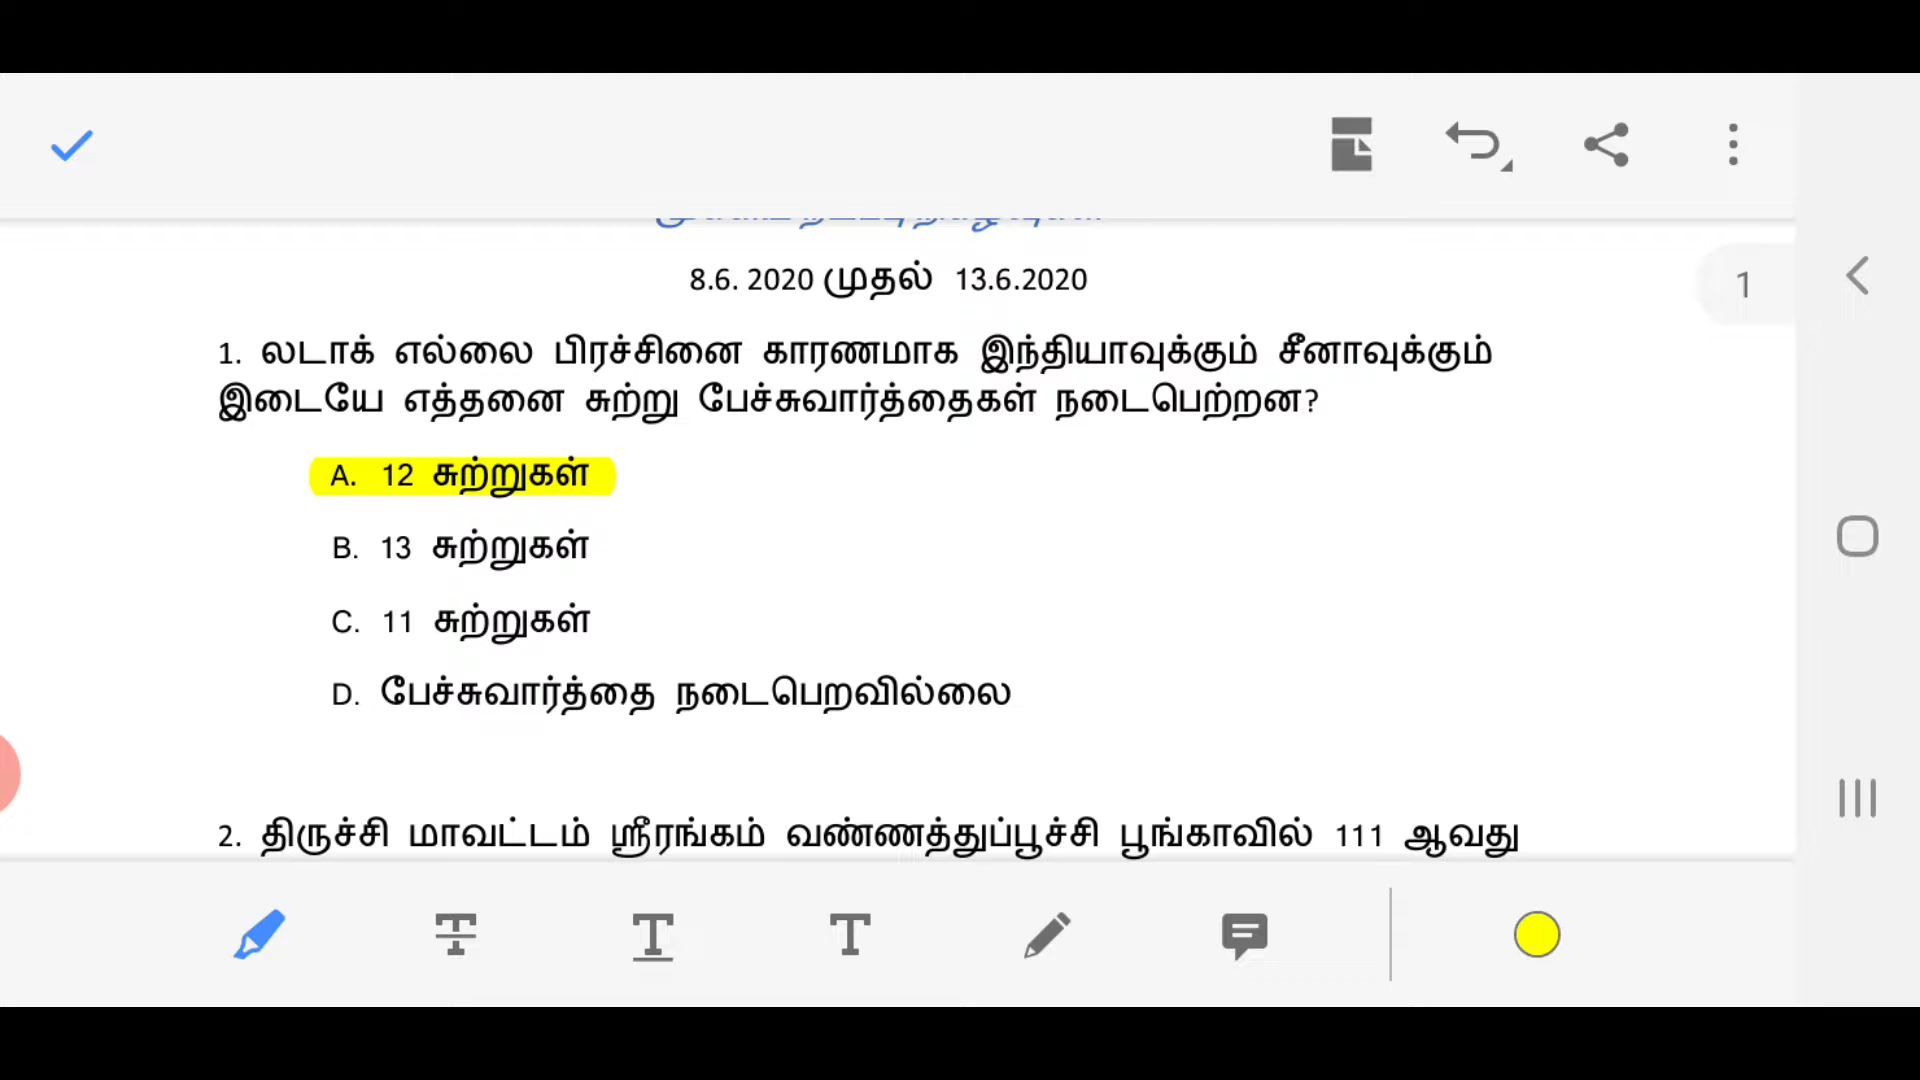 8.6. 2020 முதல் 13.6.2020
1
1. லடாக் எல்லை பிரச்சினை காரணமாக இந்தியாவுக்கும் சீனாவுக்கும்
இடையே எத்தனை சுற்று பேச்சுவார்த்தைகள் நடைபெற்றன?
A. 12 சுற்றுகள்
B. 13 சுற்றுகள்
C. 11 சுற்றுகள்
D. பேச்சுவார்த்தை நடைபெறவில்லை
2. திருச்சி மாவட்டம் ஸ்ரீரங்கம் வண்ணத்துப்பூச்சி பூங்காவில் 111 ஆவது